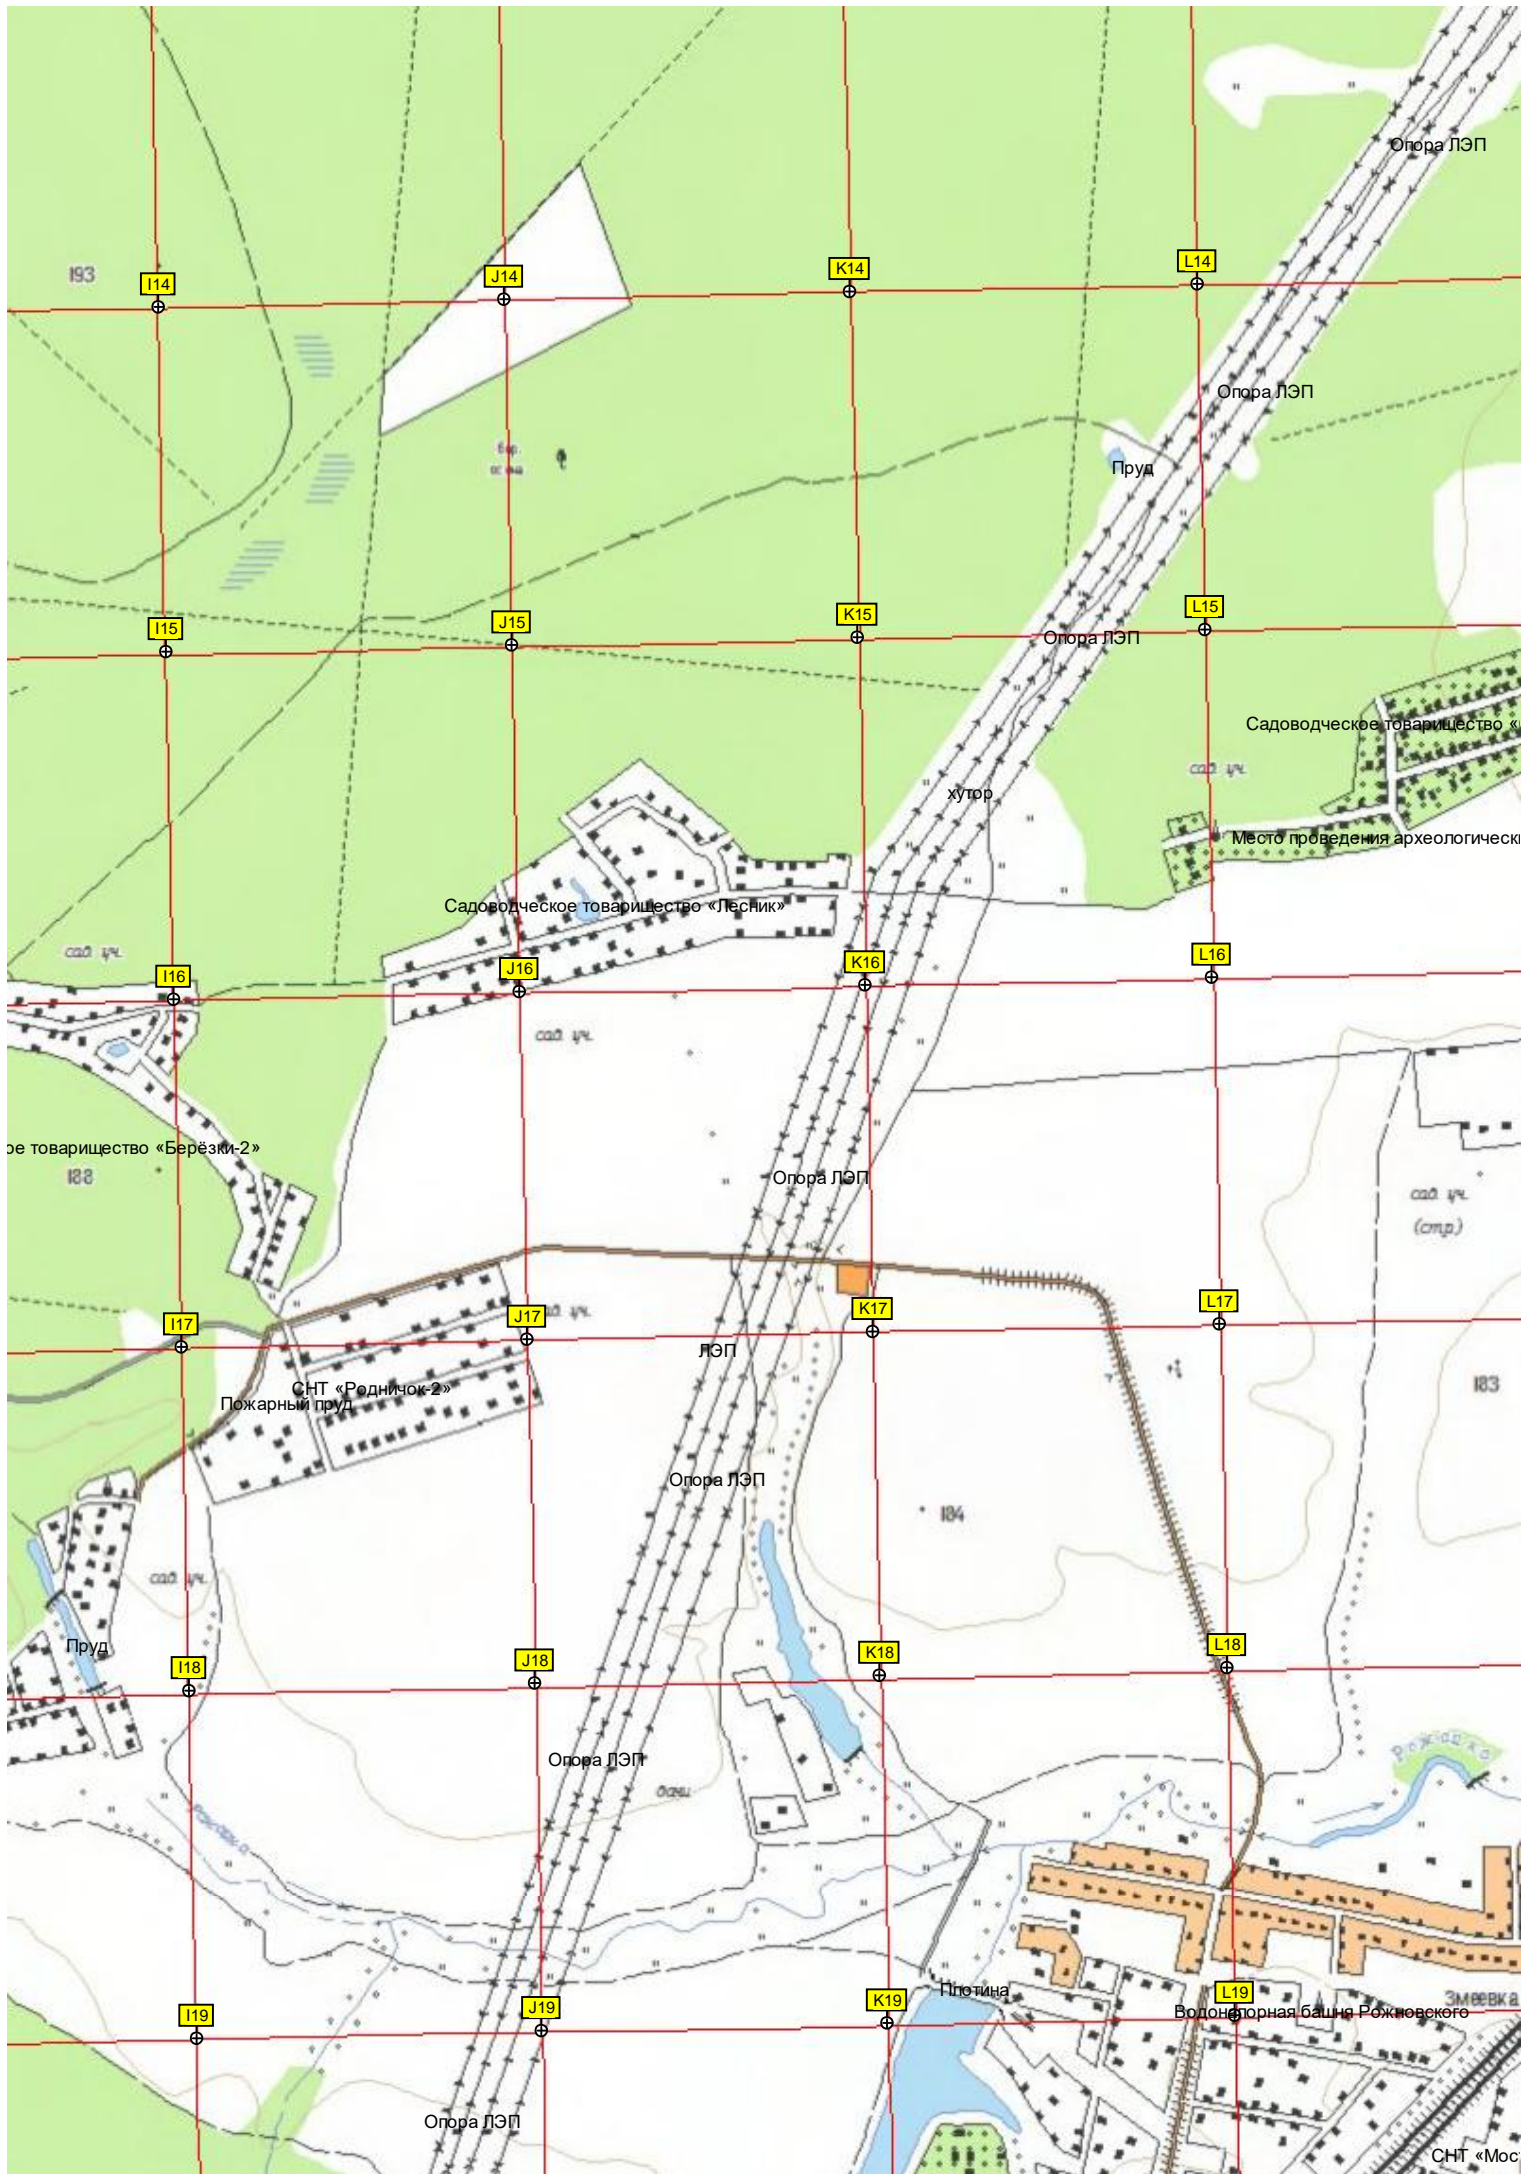 Опора ЛЭП
193
I14
J14
K14
L14
Опора ЛЭП
Пруд
I15
J15
K15
L15
Опора ЛЭП
Садоводческое товарищество «
сад. уч.
хутор
Место проведения археологически
Садоводческое товарищество «Лесник»
сад. уч.
I16
J16
K16
L16
сад. уч.
ое товарищество «Берёзки-2»
188
Опора ЛЭП
сад. уч.
(стр.)
I17
J17
сад. уч.
K17
L17
ЛЭП
СНТ «Родничок-2»
Пожарный пруд
183
Опора ЛЭП
184
сад. уч.
Пруд
I18
J18
K18
L18
Рожайка
Опора ЛЭП
дачи
Рожайка
Плотина
I19
J19
K19
L19
Змеевка
Водонапорная башня Рожновского
Опора ЛЭП
СНТ «Мос